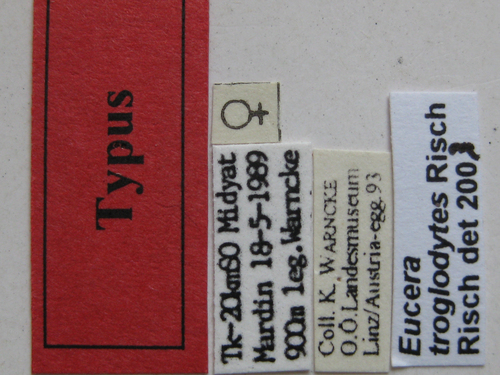 Typus
♀
Tk-20kmSO Midyat
Mardin 18-5-1989
900m leg.Warncke
Coll. K. WARNCKE
O.Ö.Landesmuseum
Linz/Austria-egg.93
Eucera
troglodytes Risch
Risch det 200